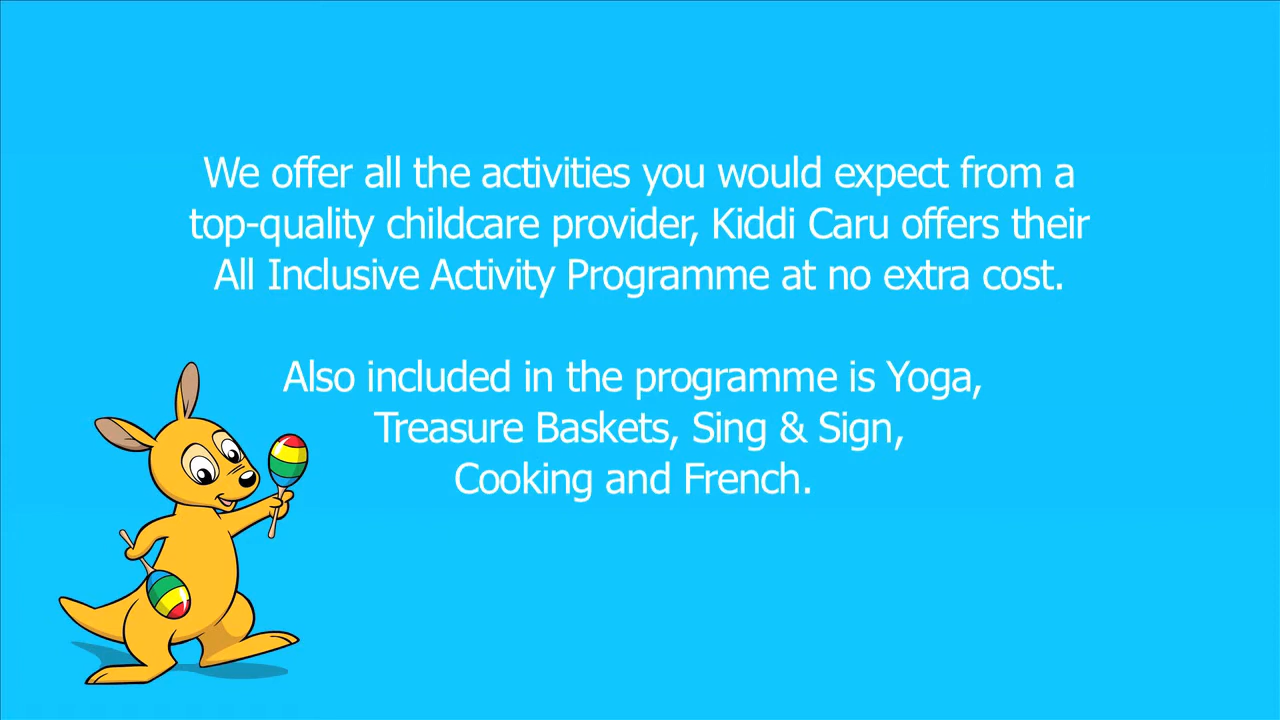 We offer all the activities you would expect from a
top-quality childcare provider, Kiddi Caru offers their
All Inclusive Activity Programme at no extra cost.
Also included in the programme is Yoga,
Treasure Baskets, Sing & Sign,
Cooking and French.